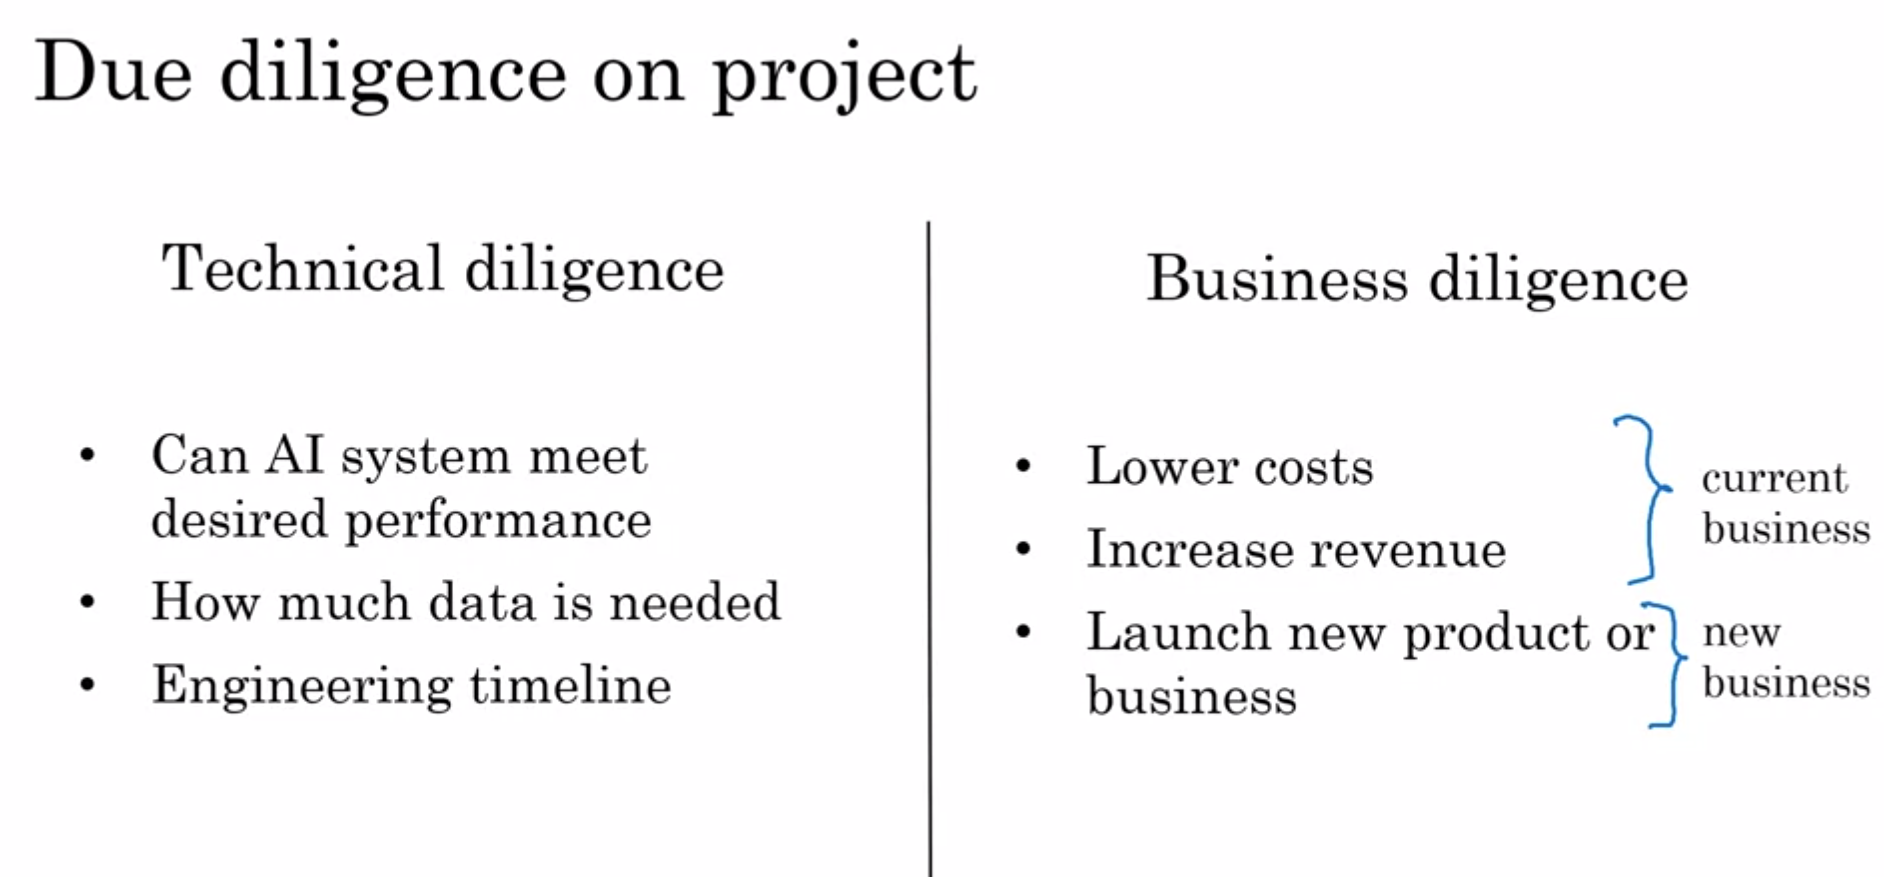 Due diligence on project
Technical diligence
• Can AI system meet
desired performance
• How much data is needed
• Engineering timeline
Business diligence
• Lower costs
• Increase revenue
current
business
• Launch new product or
business
new
business